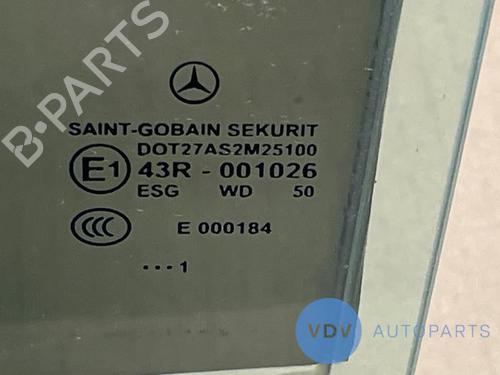 B-PARTS
SAINT-GOBAIN SEKURIT
DOT27AS2M25100
E1 43R - 001026
ESG WD 50
CCC E 000184
...1
VDV AUTOPARTS